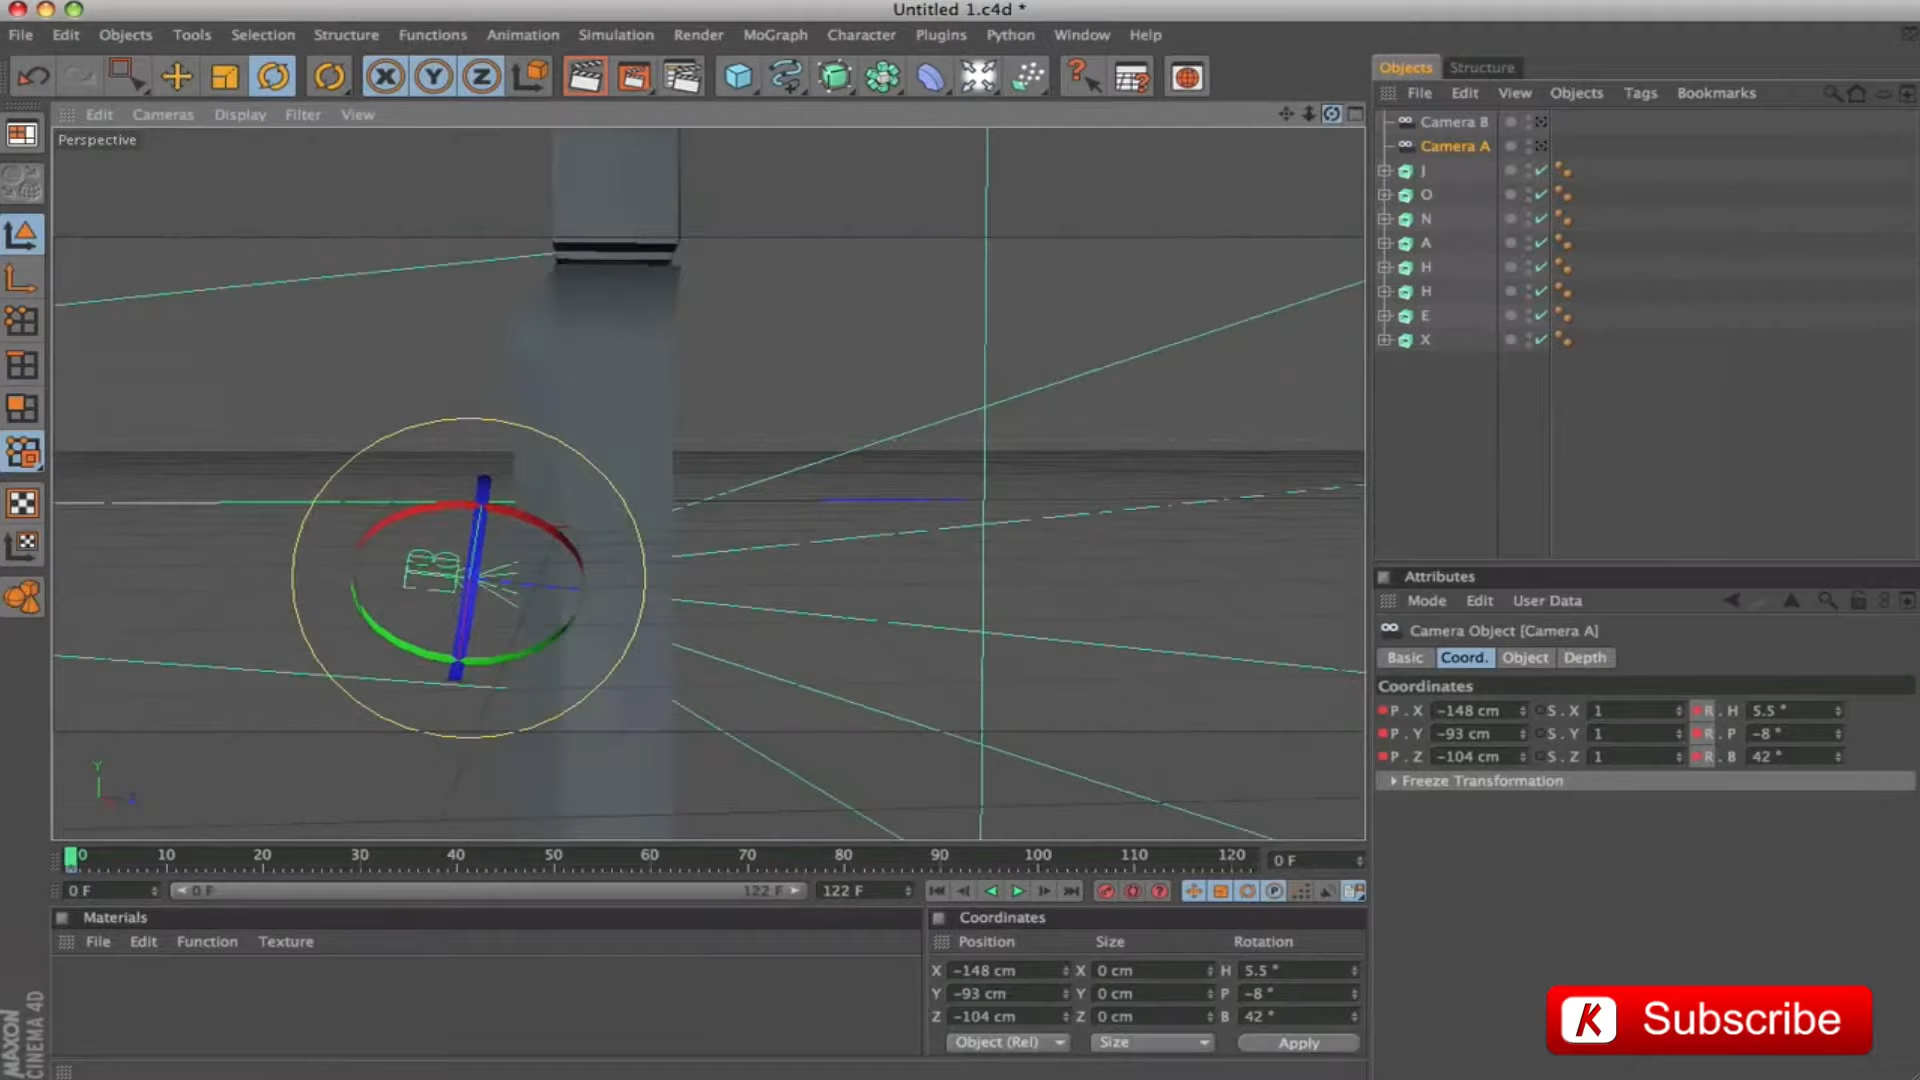 Untitled 1.c4d *
File Edit Objects Tools Selection Structure Functions Animation Simulation Render MoGraph Character Plugins Python Window Help
X Y Z
Edit Cameras Display Filter View
Perspective
Y
0 10 20 30 40 50 60 70 80 90 100 110 120 0 F
0 F 0 F 122 F 122 F
Materials
File Edit Function Texture
Coordinates
Position Size Rotation
X -148 cm X 0 cm H 5.5 °
Y -93 cm Y 0 cm P -8 °
Z -104 cm Z 0 cm B 42 °
Object (Rel) Size Apply
Objects Structure
File Edit View Objects Tags Bookmarks
Camera B
Camera A
J
O
N
A
H
H
E
X
Attributes
Mode Edit User Data
Camera Object [Camera A]
Basic Coord. Object Depth
Coordinates
P . X -148 cm S . X 1 R . H 5.5 °
P . Y -93 cm S . Y 1 R . P -8 °
P . Z -104 cm S . Z 1 R . B 42 °
Freeze Transformation
MAXON
CINEMA 4D
K Subscribe